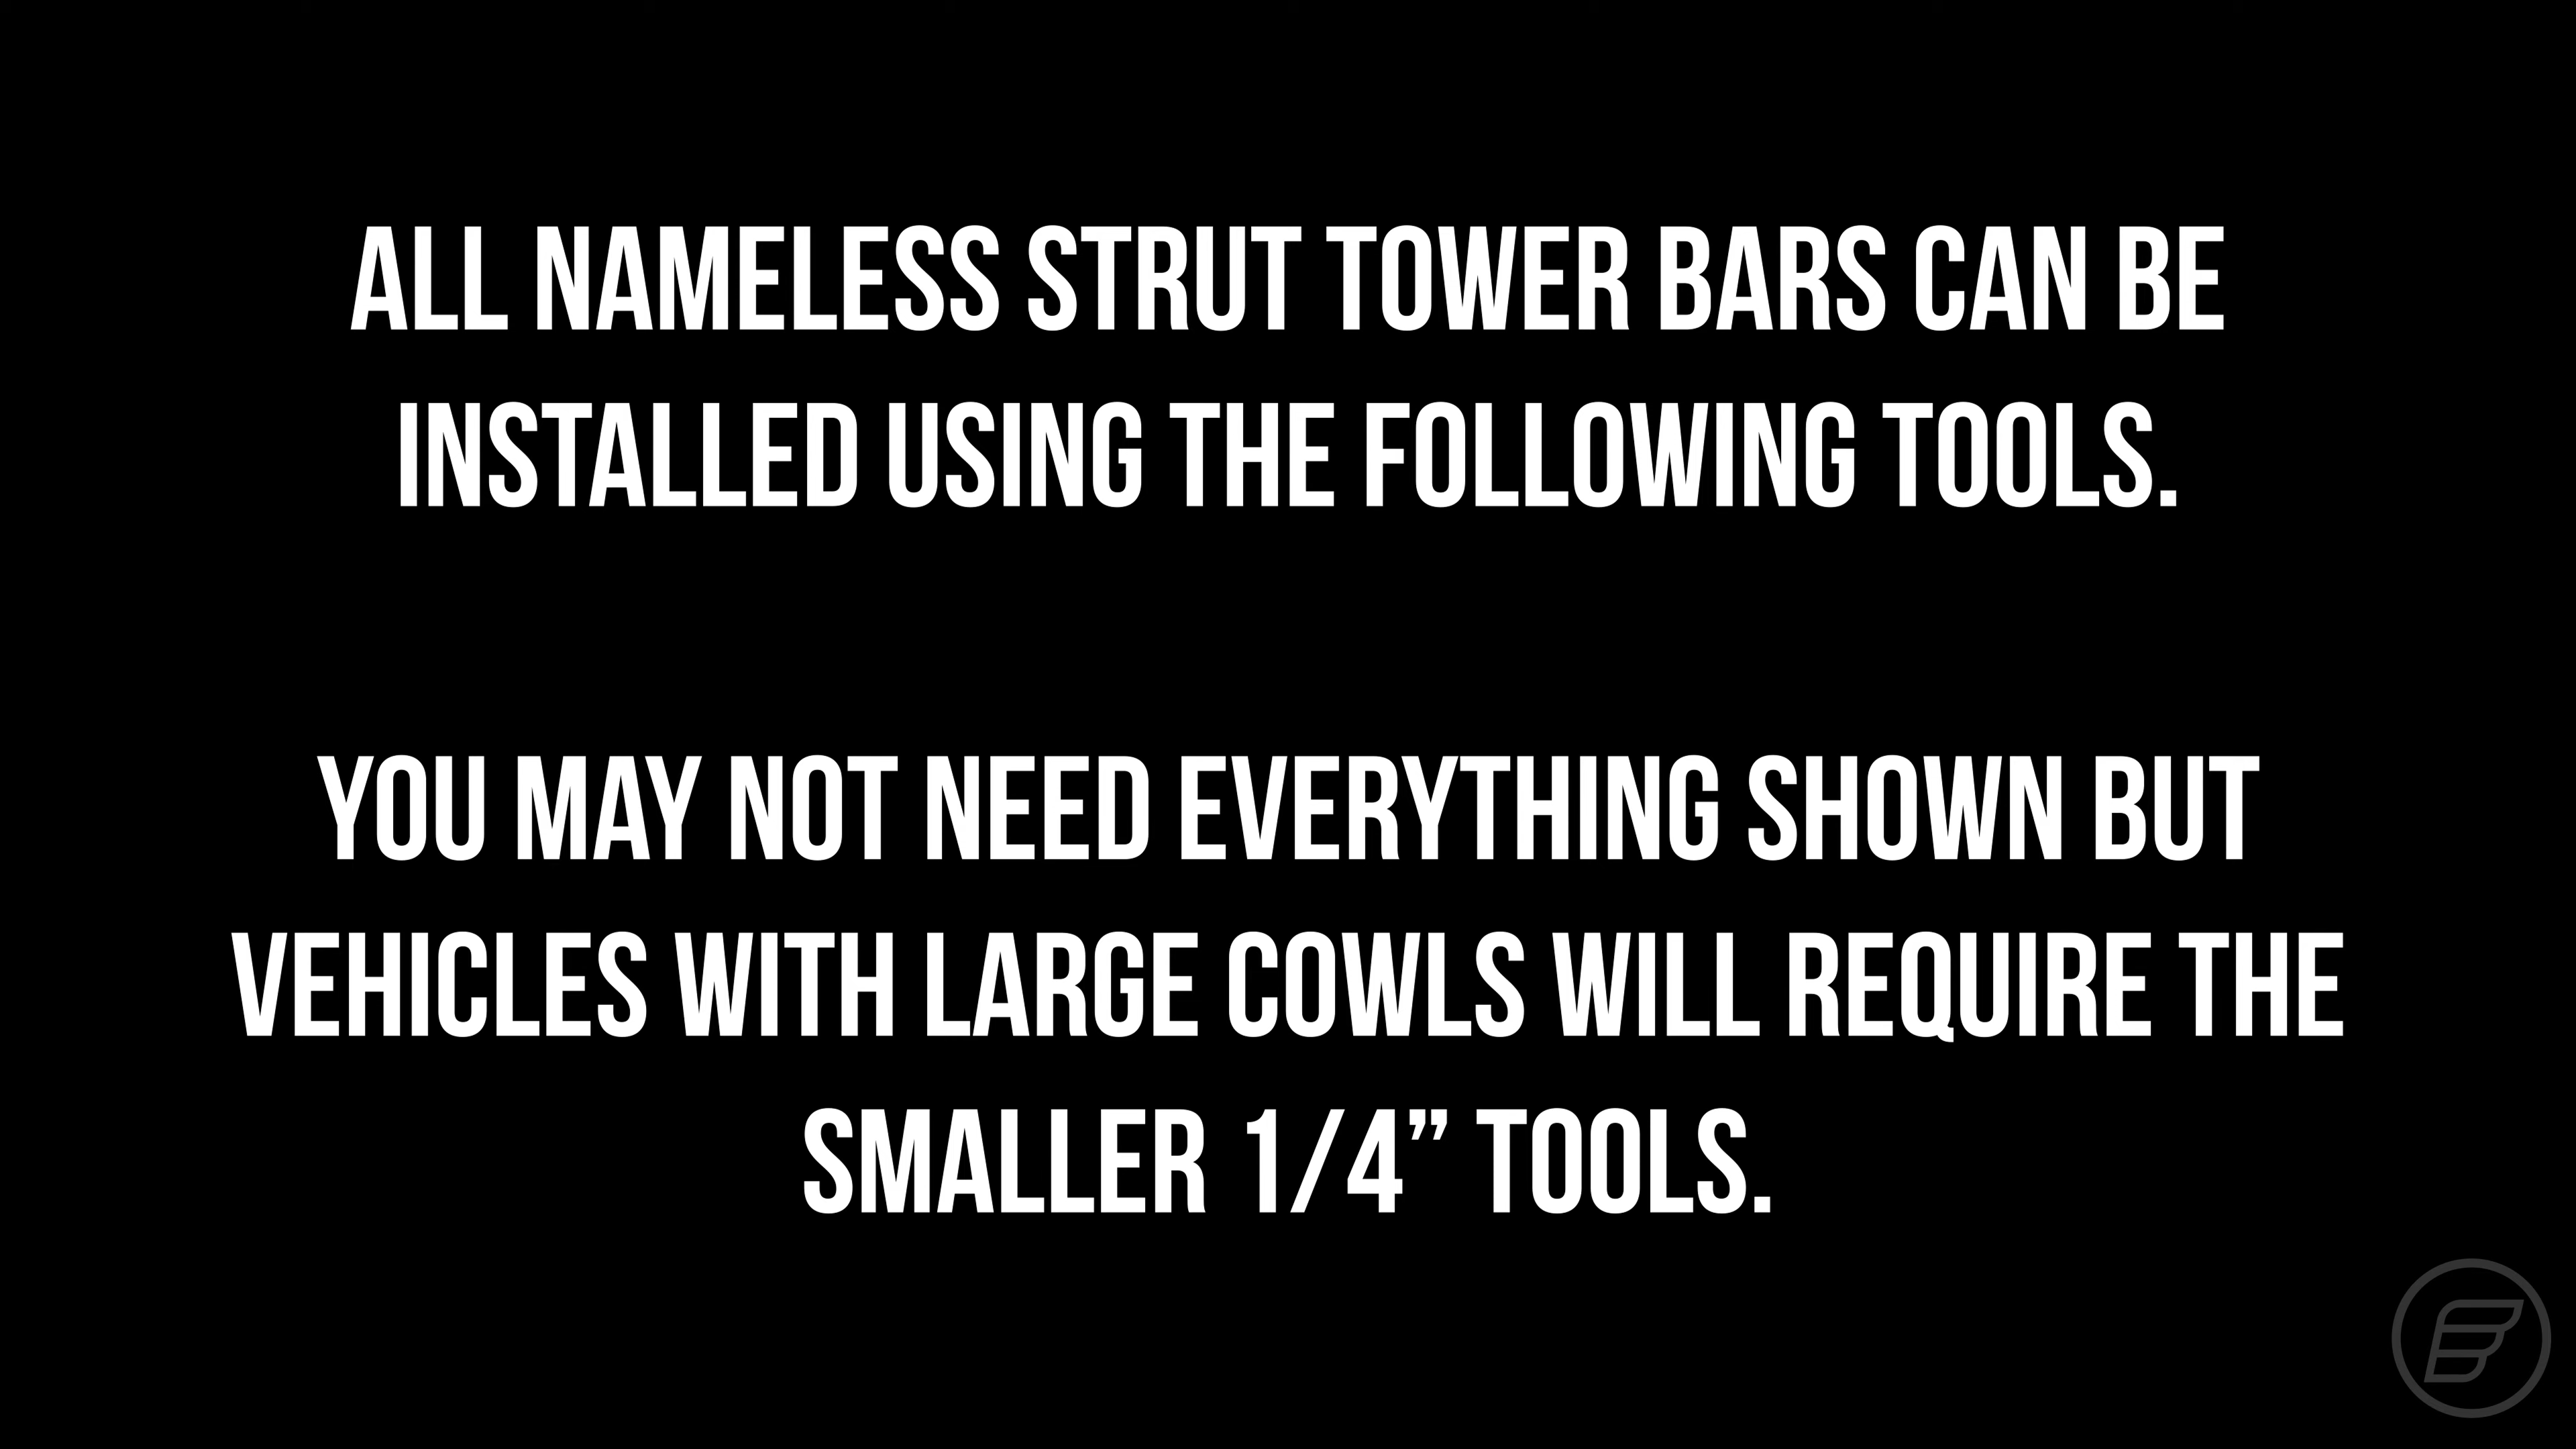 ALL NAMELESS STRUT TOWER BARS CAN BE
INSTALLED USING THE FOLLOWING TOOLS.
YOU MAY NOT NEED EVERYTHING SHOWN BUT
VEHICLES WITH LARGE COWLS WILL REQUIRE THE
SMALLER 1/4” TOOLS.